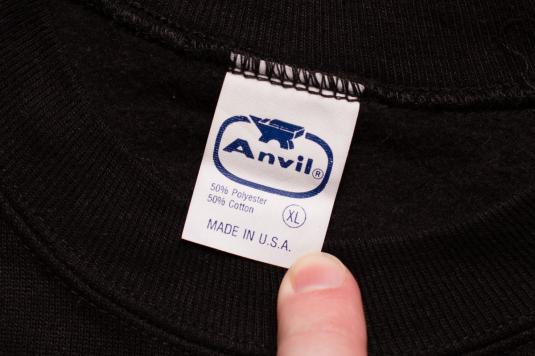 Anvil®
50% Polyester
50% Cotton
XL
MADE IN U.S.A.